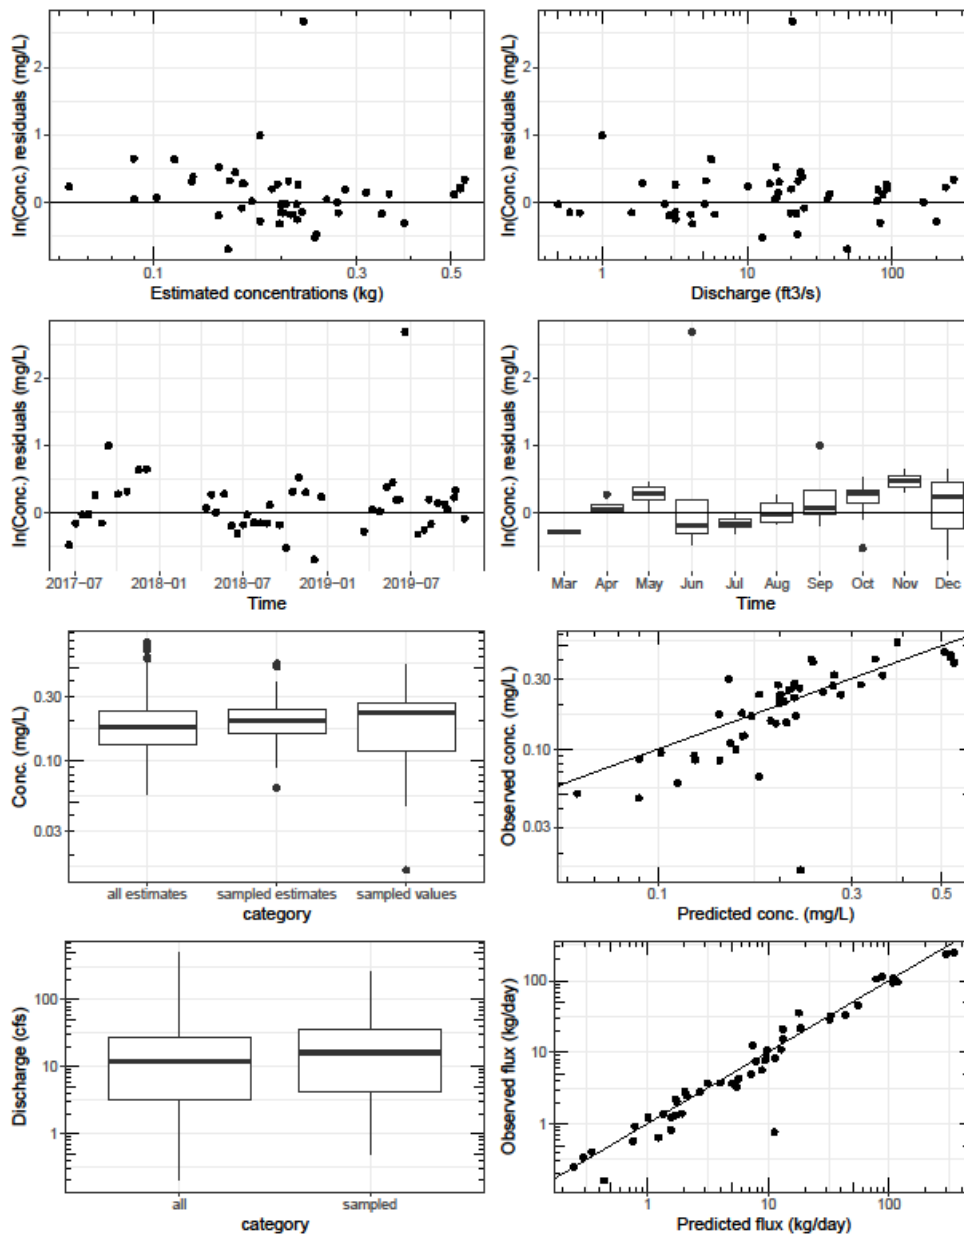 ln(Conc.) residuals (mg/L)
2
1
0
0.1
0.3
0.5
Estimated concentrations (kg)
ln(Conc.) residuals (mg/L)
2
1
0
1
10
100
Discharge (ft3/s)
ln(Conc.) residuals (mg/L)
2
1
0
2017−07
2018−01
2018−07
2019−01
2019−07
Time
ln(Conc.) residuals (mg/L)
2
1
0
Mar
Apr
May
Jun
Jul
Aug
Sep
Oct
Nov
Dec
Time
Conc. (mg/L)
0.30
0.10
0.03
all estimates
sampled estimates
sampled values
category
Observed conc. (mg/L)
0.30
0.10
0.03
0.1
0.3
0.5
Predicted conc. (mg/L)
Discharge (cfs)
100
10
1
all
sampled
category
Observed flux (kg/day)
100
10
1
1
10
100
Predicted flux (kg/day)